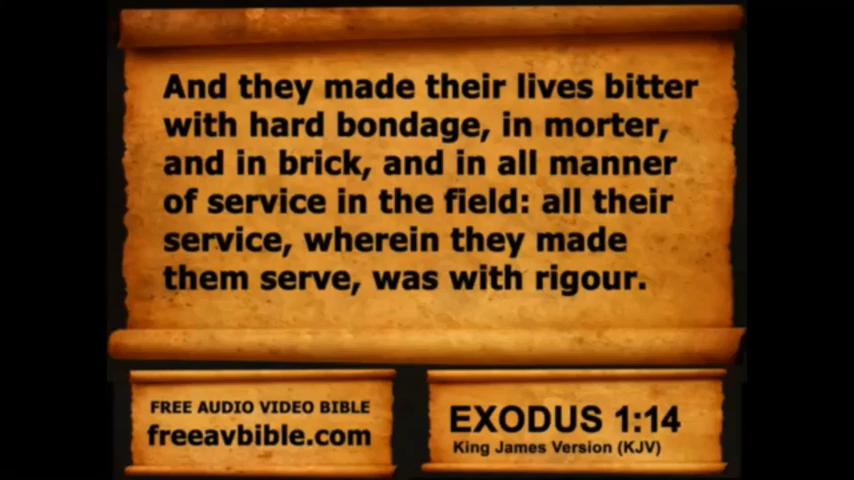 And they made their lives bitter
with hard bondage, in morter,
and in brick, and in all manner
of service in the field: all their
service, wherein they made
them serve, was with rigour.
FREE AUDIO VIDEO BIBLE
freeavbible.com
EXODUS 1:14
King James Version (KJV)